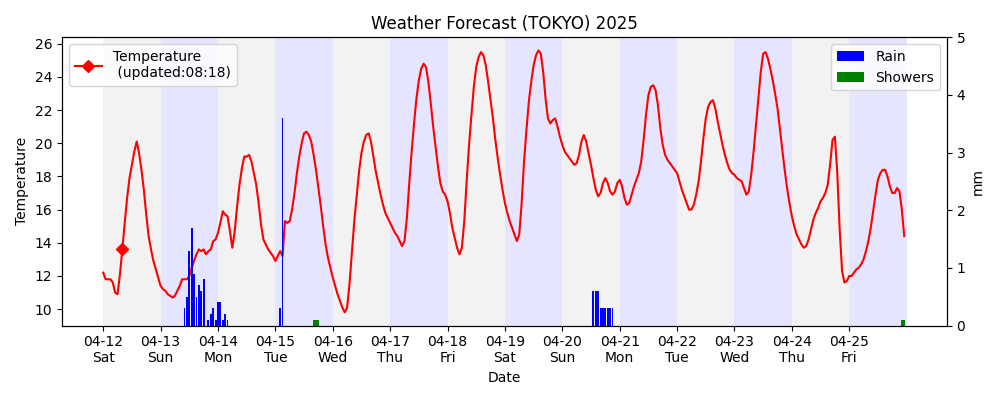 Weather Forecast (TOKYO) 2025
Temperature
(updated:08:18)
Rain
Showers
26
24
22
20
18
16
14
12
10
Temperature
5
4
3
2
1
0
mm
04-12 04-13 04-14 04-15 04-16 04-17 04-18 04-19 04-20 04-21 04-22 04-23 04-24 04-25
Sat Sun Mon Tue Wed Thu Fri Sat Sun Mon Tue Wed Thu Fri
Date